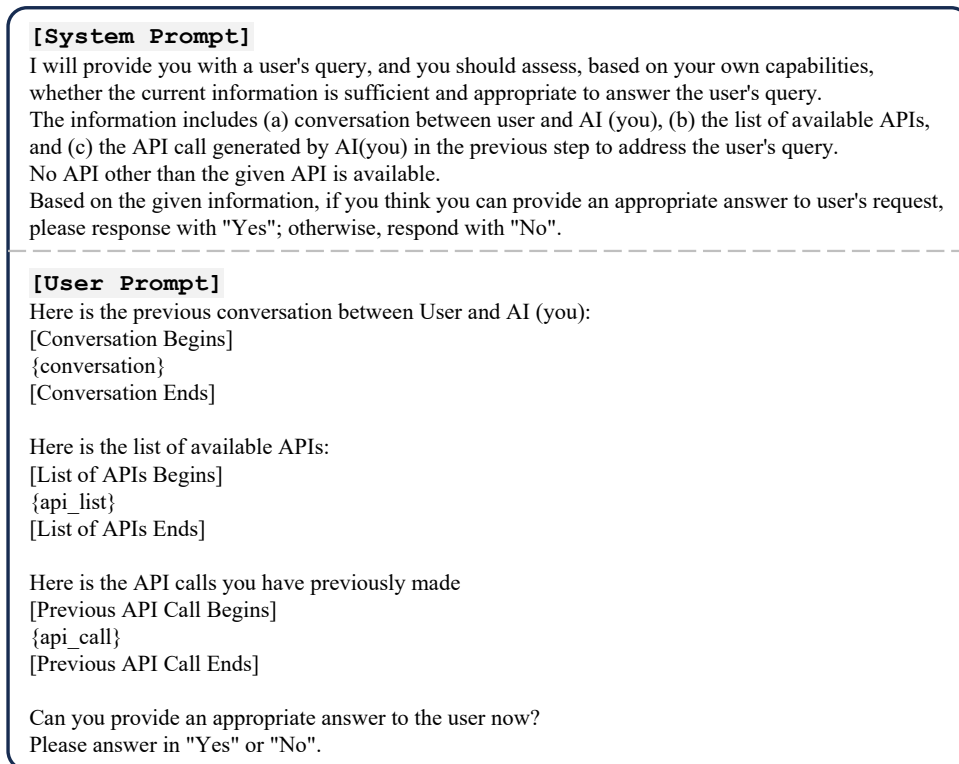 [System Prompt]
I will provide you with a user's query, and you should assess, based on your own capabilities,
whether the current information is sufficient and appropriate to answer the user's query.
The information includes (a) conversation between user and AI (you), (b) the list of available APIs,
and (c) the API call generated by AI(you) in the previous step to address the user's query.
No API other than the given API is available.
Based on the given information, if you think you can provide an appropriate answer to user's request,
please response with "Yes"; otherwise, respond with "No".
[User Prompt]
Here is the previous conversation between User and AI (you):
[Conversation Begins]
{conversation}
[Conversation Ends]
Here is the list of available APIs:
[List of APIs Begins]
{api_list}
[List of APIs Ends]
Here is the API calls you have previously made
[Previous API Call Begins]
{api_call}
[Previous API Call Ends]
Can you provide an appropriate answer to the user now?
Please answer in "Yes" or "No".